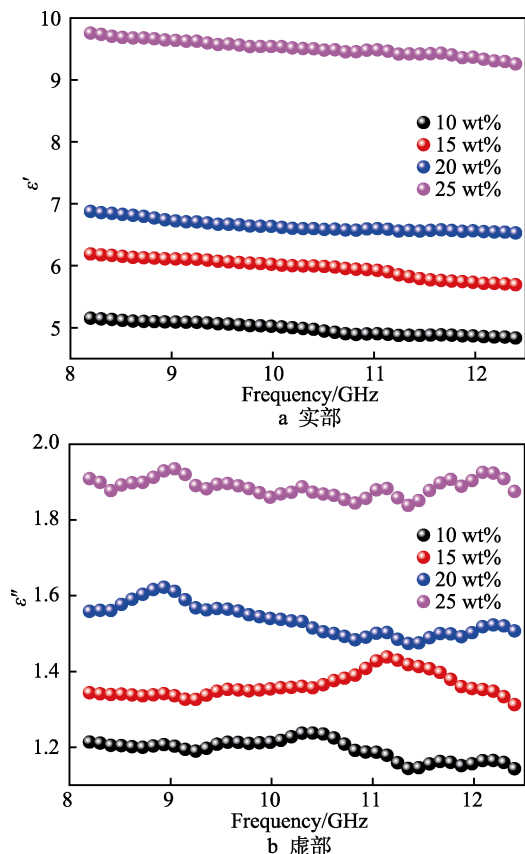 10
9
8
7
6
5
ε′
10 wt%
15 wt%
20 wt%
25 wt%
8 9 10 11 12
Frequency/GHz
a 实部
2.0
1.8
1.6
1.4
1.2
ε″
10 wt%
15 wt%
20 wt%
25 wt%
8 9 10 11 12
Frequency/GHz
b 虚部